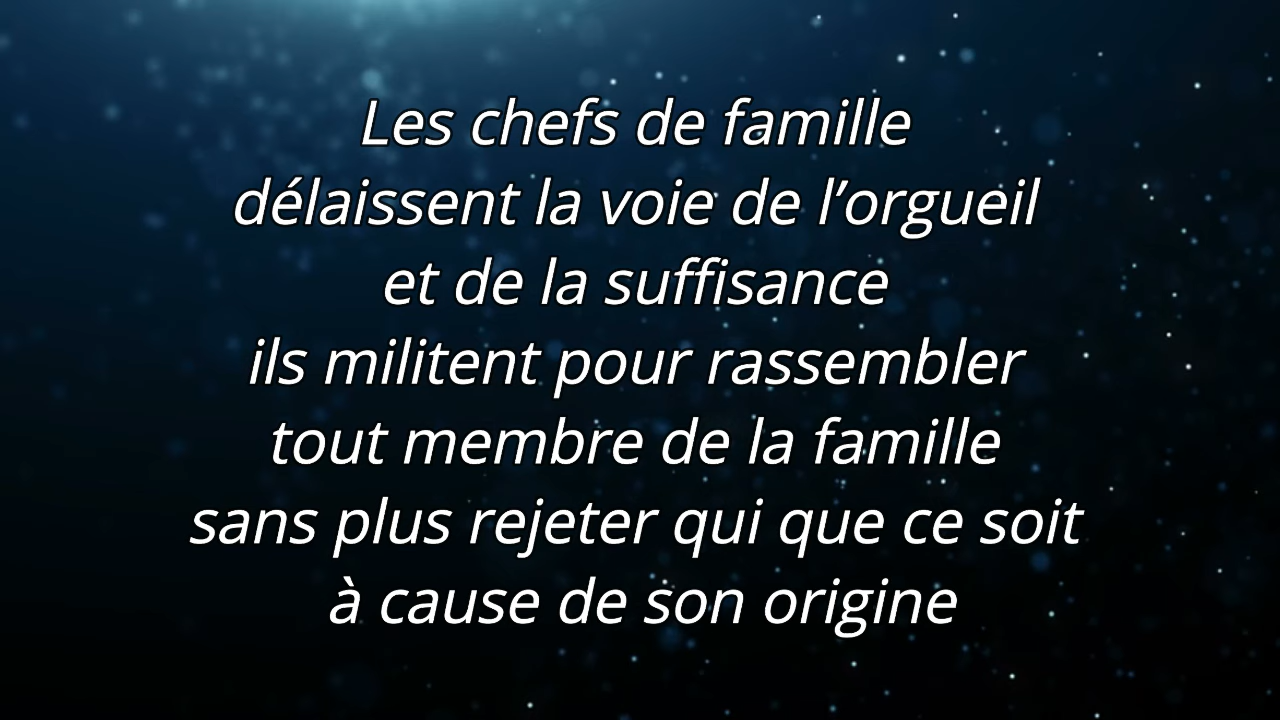 Les chefs de famille
délaissent la voie de l’orgueil
et de la suffisance
ils militent pour rassembler
tout membre de la famille
sans plus rejeter qui que ce soit
à cause de son origine